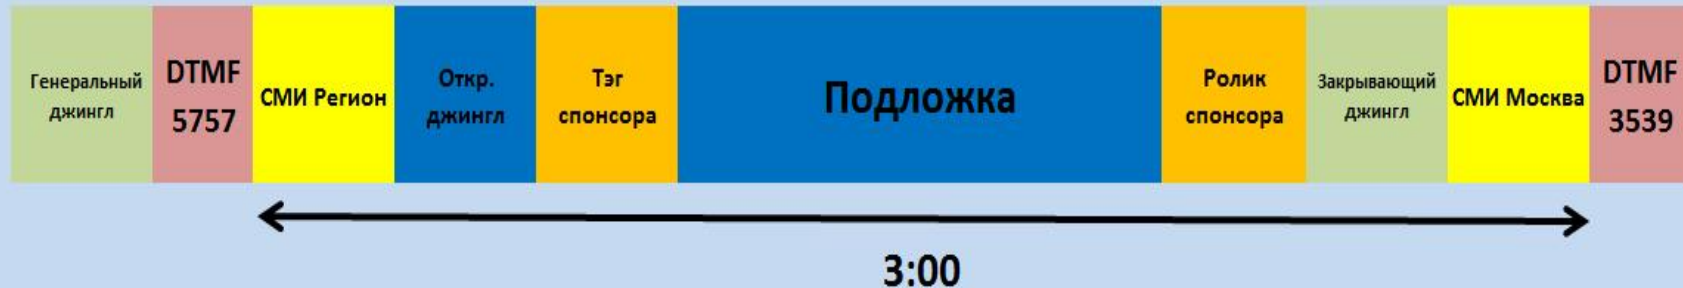 Генеральный
джингл
DTMF
5757
СМИ Регион
Откр.
джингл
Тэг
спонсора
Подложка
Ролик
спонсора
Закрывающий
джингл
СМИ Москва
DTMF
3539
3:00